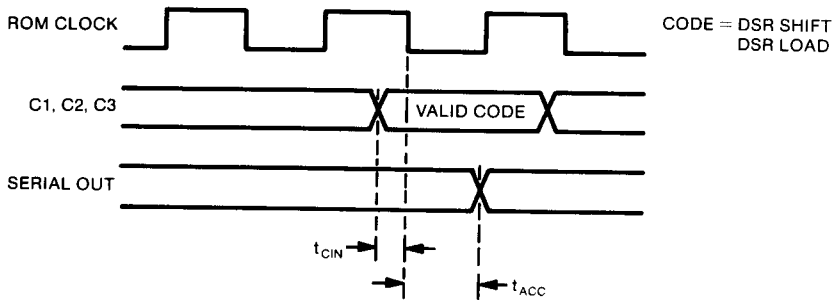 ROM CLOCK
CODE = DSR SHIFT
DSR LOAD
C1, C2, C3
VALID CODE
SERIAL OUT
tCIN
tACC